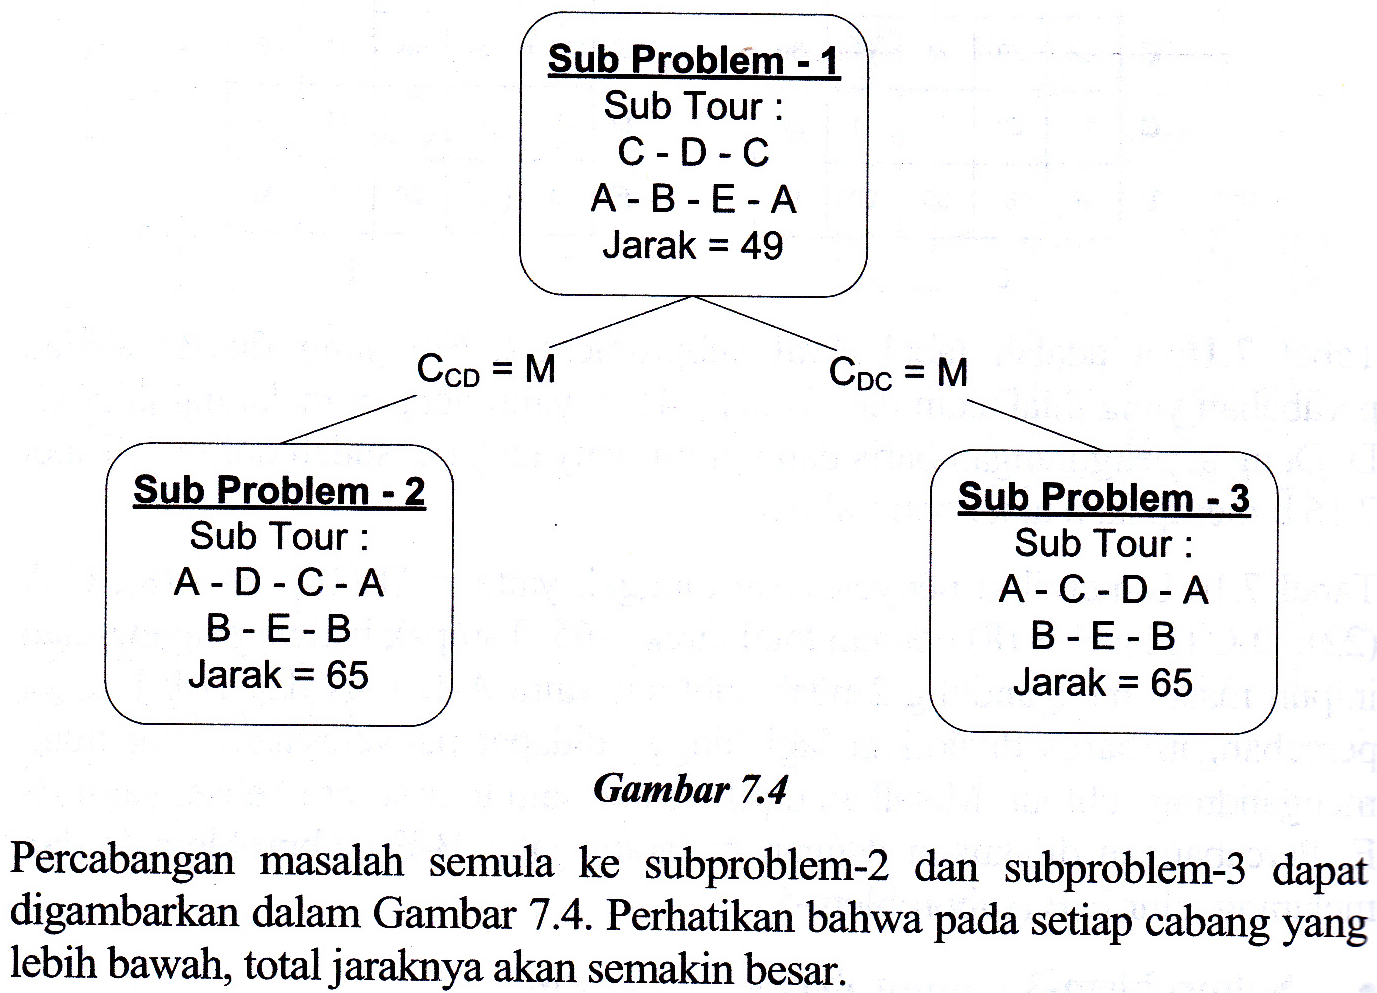 Sub Problem - 1
Sub Tour :
C - D - C
A - B - E - A
Jarak = 49
C_CD = M
C_DC = M
Sub Problem - 2
Sub Tour :
A - D - C - A
B - E - B
Jarak = 65
Sub Problem - 3
Sub Tour :
A - C - D - A
B - E - B
Jarak = 65
Gambar 7.4
Percabangan masalah semula ke subproblem-2 dan subproblem-3 dapat
digambarkan dalam Gambar 7.4. Perhatikan bahwa pada setiap cabang yang
lebih bawah, total jaraknya akan semakin besar.